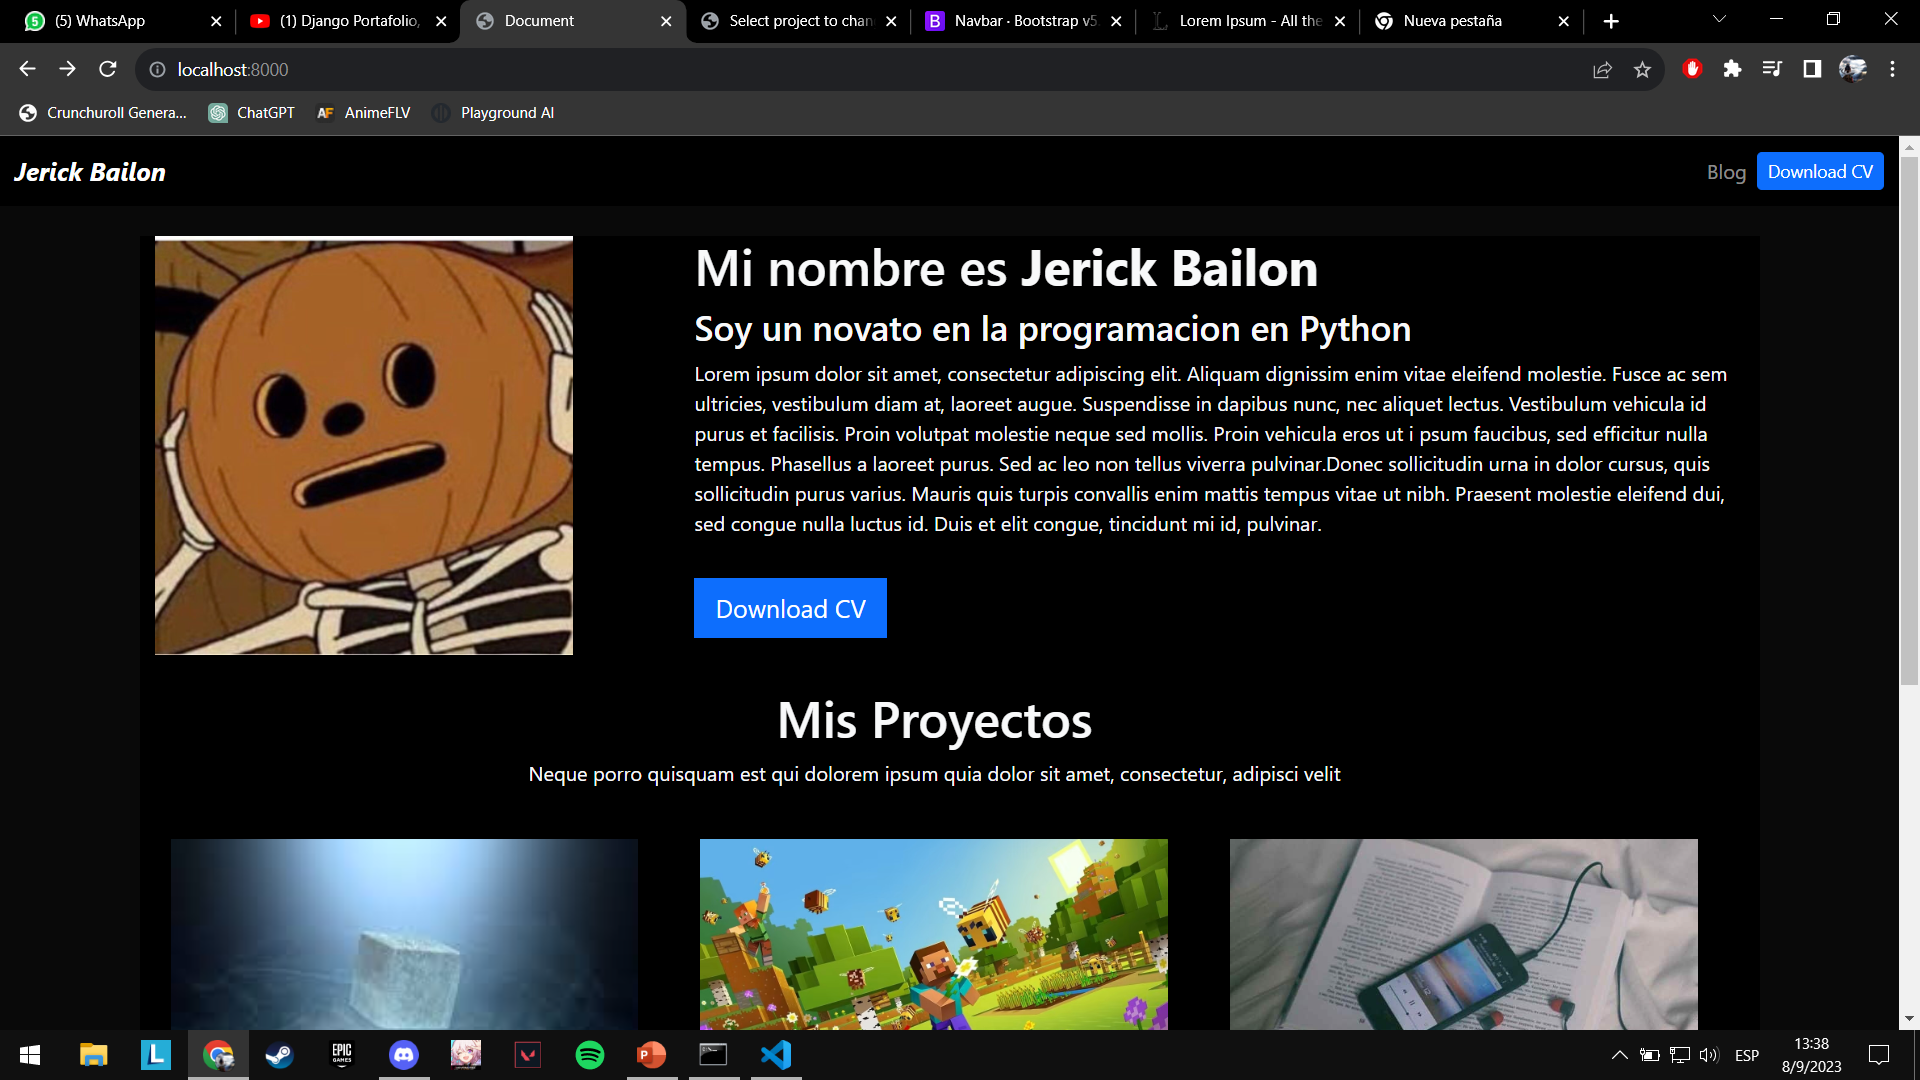 (5) WhatsApp
(1) Django Portafolio,
Document
Select project to chan
Navbar · Bootstrap v5.
Lorem Ipsum - All the
Nueva pestaña
localhost:8000
Crunchuroll Genera...
ChatGPT
AnimeFLV
Playground AI
Jerick Bailon
Blog
Download CV
Mi nombre es Jerick Bailon
Soy un novato en la programacion en Python
Lorem ipsum dolor sit amet, consectetur adipiscing elit. Aliquam dignissim enim vitae eleifend molestie. Fusce ac sem
ultricies, vestibulum diam at, laoreet augue. Suspendisse in dapibus nunc, nec aliquet lectus. Vestibulum vehicula id
purus et facilisis. Proin volutpat molestie neque sed mollis. Proin vehicula eros ut i psum faucibus, sed efficitur nulla
tempus. Phasellus a laoreet purus. Sed ac leo non tellus viverra pulvinar.Donec sollicitudin urna in dolor cursus, quis
sollicitudin purus varius. Mauris quis turpis convallis enim mattis tempus vitae ut nibh. Praesent molestie eleifend dui,
sed congue nulla luctus id. Duis et elit congue, tincidunt mi id, pulvinar.
Download CV
Mis Proyectos
Neque porro quisquam est qui dolorem ipsum quia dolor sit amet, consectetur, adipisci velit
EPIC
GAMES
ESP
13:38
8/9/2023